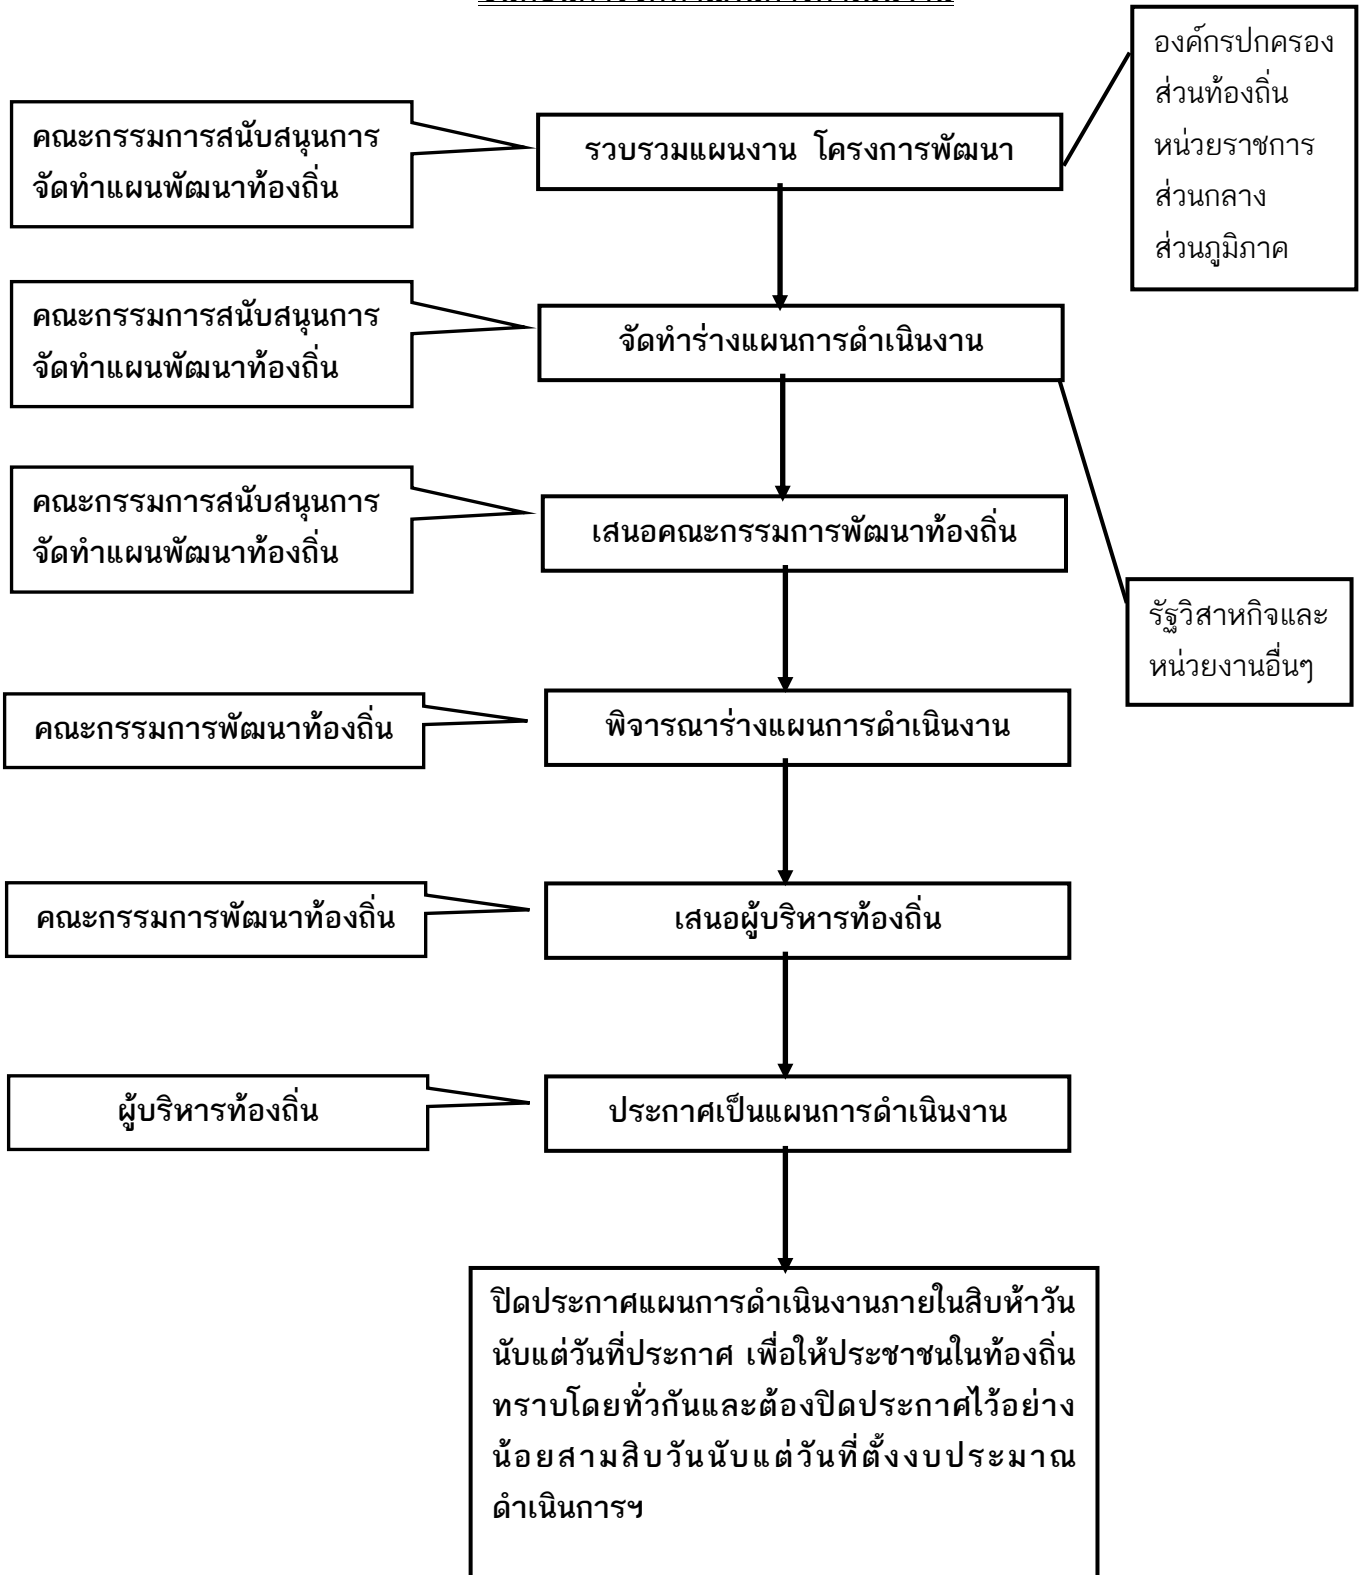 องค์กรปกครอง
ส่วนท้องถิ่น
หน่วยราชการ
ส่วนกลาง
ส่วนภูมิภาค
คณะกรรมการสนับสนุนการ
จัดทำแผนพัฒนาท้องถิ่น
รวบรวมแผนงาน โครงการพัฒนา
คณะกรรมการสนับสนุนการ
จัดทำแผนพัฒนาท้องถิ่น
จัดทำร่างแผนการดำเนินงาน
คณะกรรมการสนับสนุนการ
จัดทำแผนพัฒนาท้องถิ่น
เสนอคณะกรรมการพัฒนาท้องถิ่น
รัฐวิสาหกิจและ
หน่วยงานอื่นๆ
คณะกรรมการพัฒนาท้องถิ่น
พิจารณาร่างแผนการดำเนินงาน
คณะกรรมการพัฒนาท้องถิ่น
เสนอผู้บริหารท้องถิ่น
ผู้บริหารท้องถิ่น
ประกาศเป็นแผนการดำเนินงาน
ปิดประกาศแผนการดำเนินงานภายในสิบห้าวัน
นับแต่วันที่ประกาศ เพื่อให้ประชาชนในท้องถิ่น
ทราบโดยทั่วกันและต้องปิดประกาศไว้อย่าง
น้อยสามสิบวันนับแต่วันที่ตั้งงบประมาณ
ดำเนินการฯ